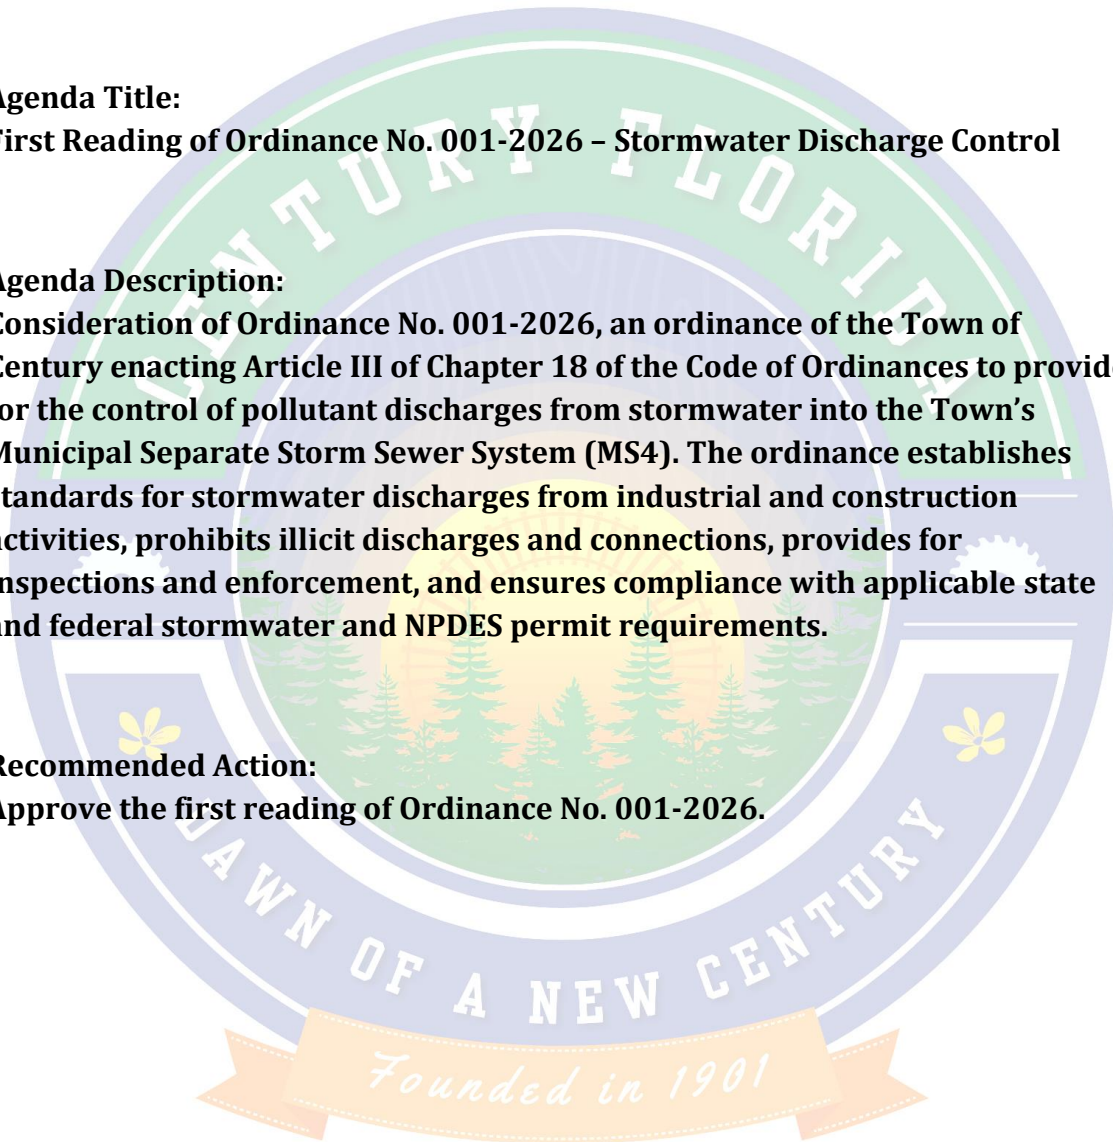 Agenda Title:
First Reading of Ordinance No. 001-2026 – Stormwater Discharge Control
Agenda Description:
Consideration of Ordinance No. 001-2026, an ordinance of the Town of
Century enacting Article III of Chapter 18 of the Code of Ordinances to provide
for the control of pollutant discharges from stormwater into the Town’s
Municipal Separate Storm Sewer System (MS4). The ordinance establishes
standards for stormwater discharges from industrial and construction
activities, prohibits illicit discharges and connections, provides for
inspections and enforcement, and ensures compliance with applicable state
and federal stormwater and NPDES permit requirements.
Recommended Action:
Approve the first reading of Ordinance No. 001-2026.
CENTURY FLORIDA
DAWN OF A NEW CENTURY
Founded in 1901